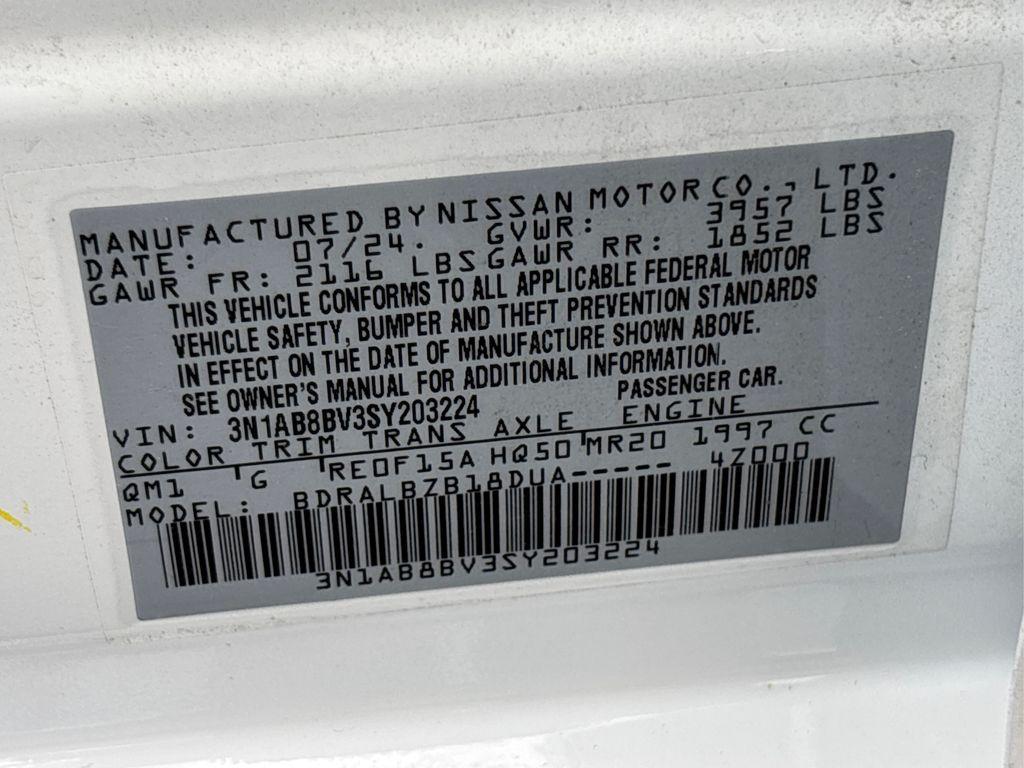 MANUFACTURED BY NISSAN MOTOR CO., LTD.
DATE: 07/24. GVWR: 3957 LBS
GAWR FR: 2116 LBS GAWR RR: 1852 LBS
THIS VEHICLE CONFORMS TO ALL APPLICABLE FEDERAL MOTOR
VEHICLE SAFETY, BUMPER AND THEFT PREVENTION STANDARDS
IN EFFECT ON THE DATE OF MANUFACTURE SHOWN ABOVE.
SEE OWNER'S MANUAL FOR ADDITIONAL INFORMATION.
VIN: 3N1AB8BV3SY203224 PASSENGER CAR.
COLOR TRIM TRANS AXLE ENGINE
QM1 G RE0F15A HQ50 MR20 1997 CC
MODEL: BDRALBZB18DUA----- 4Z000
3N1AB8BV3SY203224